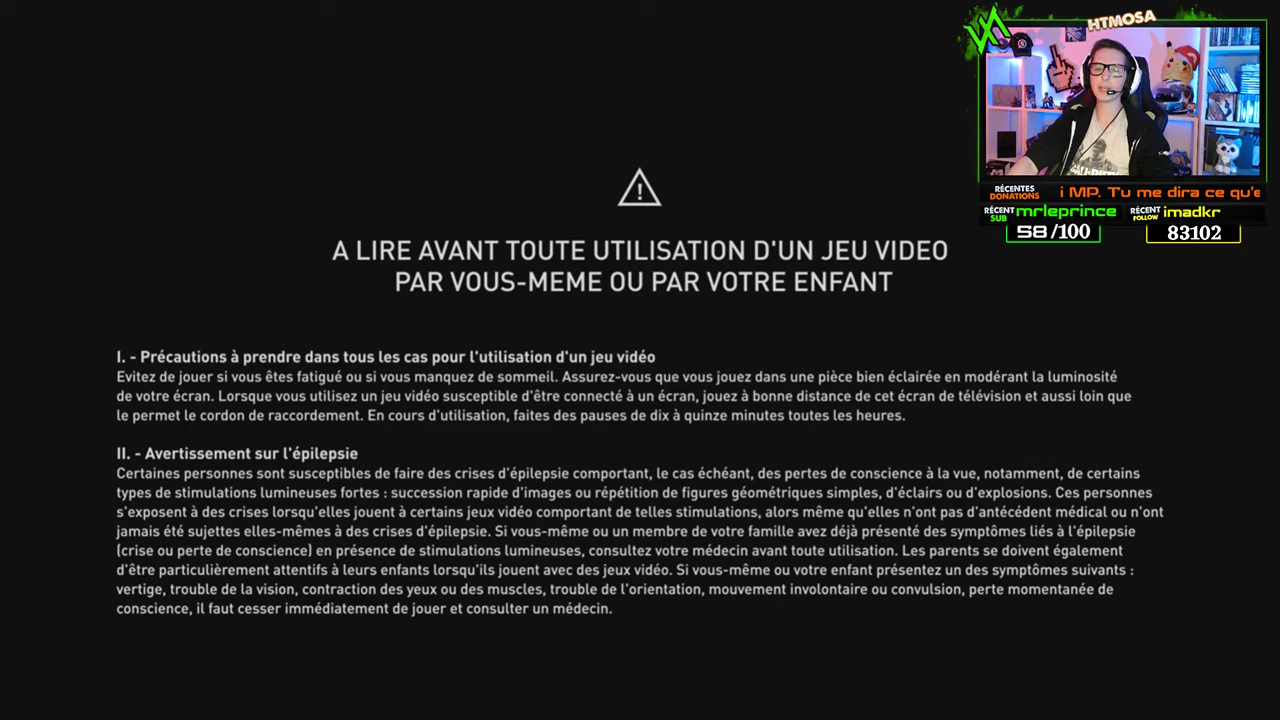 HTMOSA
RÉCENTES
DONATIONS
i MP. Tu me dira ce qu'e
RÉCENT
SUB
mrleprince
RÉCENT
FOLLOW
imadkr
58 /100
83102
A LIRE AVANT TOUTE UTILISATION D'UN JEU VIDEO
PAR VOUS-MEME OU PAR VOTRE ENFANT
I. - Précautions à prendre dans tous les cas pour l'utilisation d'un jeu vidéo
Evitez de jouer si vous êtes fatigué ou si vous manquez de sommeil. Assurez-vous que vous jouez dans une pièce bien éclairée en modérant la luminosité
de votre écran. Lorsque vous utilisez un jeu vidéo susceptible d'être connecté à un écran, jouez à bonne distance de cet écran de télévision et aussi loin que
le permet le cordon de raccordement. En cours d'utilisation, faites des pauses de dix à quinze minutes toutes les heures.
II. - Avertissement sur l'épilepsie
Certaines personnes sont susceptibles de faire des crises d'épilepsie comportant, le cas échéant, des pertes de conscience à la vue, notamment, de certains
types de stimulations lumineuses fortes : succession rapide d'images ou répétition de figures géométriques simples, d'éclairs ou d'explosions. Ces personnes
s'exposent à des crises lorsqu'elles jouent à certains jeux vidéo comportant de telles stimulations, alors même qu'elles n'ont pas d'antécédent médical ou n'ont
jamais été sujettes elles-mêmes à des crises d'épilepsie. Si vous-même ou un membre de votre famille avez déjà présenté des symptômes liés à l'épilepsie
(crise ou perte de conscience) en présence de stimulations lumineuses, consultez votre médecin avant toute utilisation. Les parents se doivent également
d'être particulièrement attentifs à leurs enfants lorsqu'ils jouent avec des jeux vidéo. Si vous-même ou votre enfant présentez un des symptômes suivants :
vertige, trouble de la vision, contraction des yeux ou des muscles, trouble de l'orientation, mouvement involontaire ou convulsion, perte momentanée de
conscience, il faut cesser immédiatement de jouer et consulter un médecin.